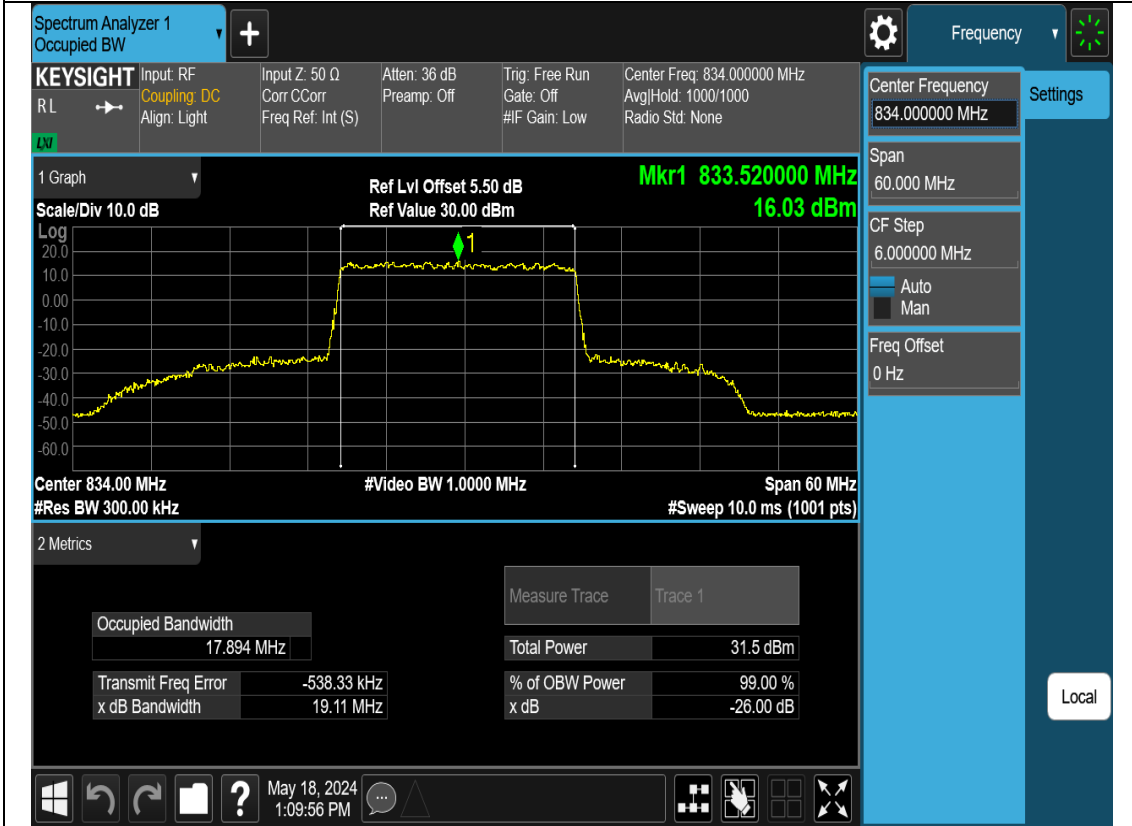 Spectrum Analyzer 1
Occupied BW
Frequency
KEYSIGHT
R L
LXI
Input: RF
Coupling: DC
Align: Light
Input Z: 50 Ω
Corr CCorr
Freq Ref: Int (S)
Atten: 36 dB
Preamp: Off
Trig: Free Run
Gate: Off
#IF Gain: Low
Center Freq: 834.000000 MHz
Avg|Hold: 1000/1000
Radio Std: None
Center Frequency
834.000000 MHz
Settings
Span
60.000 MHz
CF Step
6.000000 MHz
Auto
Man
Freq Offset
0 Hz
Local
1 Graph
Scale/Div 10.0 dB
Ref Lvl Offset 5.50 dB
Ref Value 30.00 dBm
Mkr1 833.520000 MHz
16.03 dBm
Log
1
20.0
10.0
0.00
-10.0
-20.0
-30.0
-40.0
-50.0
-60.0
Center 834.00 MHz
#Video BW 1.0000 MHz
Span 60 MHz
#Res BW 300.00 kHz
#Sweep 10.0 ms (1001 pts)
2 Metrics
Measure Trace Trace 1
Occupied Bandwidth
17.894 MHz
Total Power 31.5 dBm
Transmit Freq Error -538.33 kHz
% of OBW Power 99.00 %
x dB Bandwidth 19.11 MHz
x dB -26.00 dB
?
May 18, 2024
1:09:56 PM